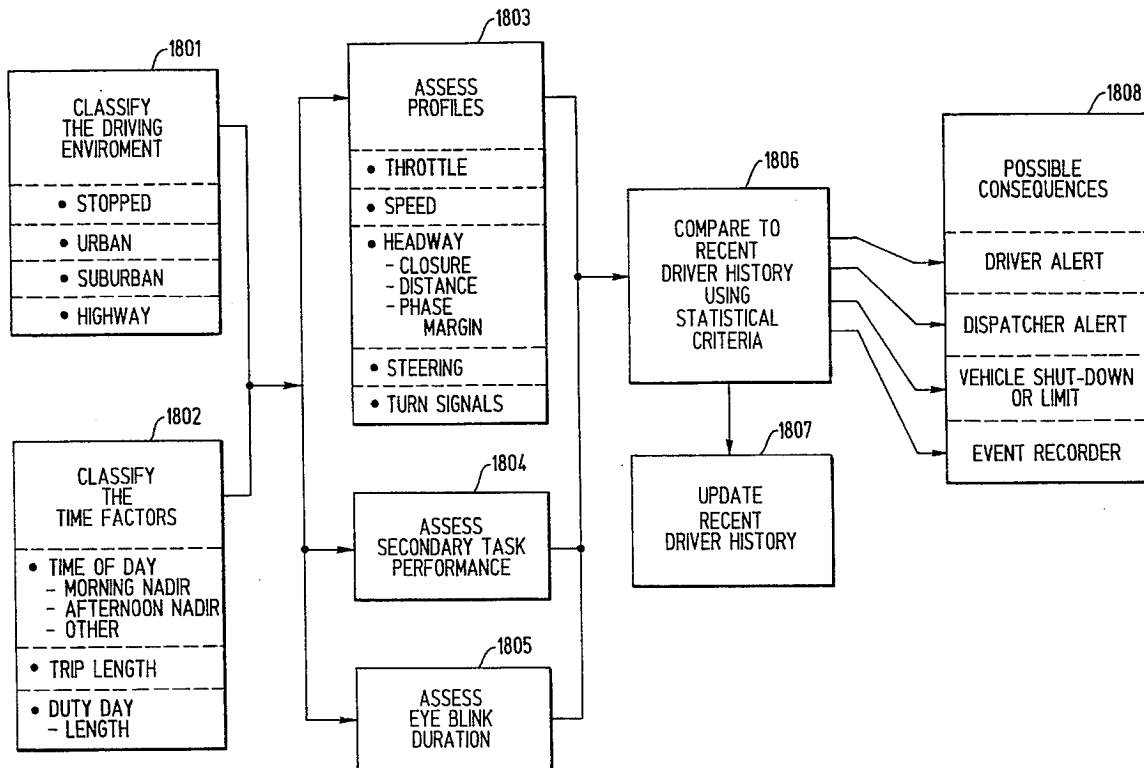 1801
CLASSIFY
THE DRIVING
ENVIROMENT
• STOPPED
• URBAN
• SUBURBAN
• HIGHWAY
1802
CLASSIFY
THE
TIME FACTORS
• TIME OF DAY
- MORNING NADIR
- AFTERNOON NADIR
- OTHER
• TRIP LENGTH
• DUTY DAY
- LENGTH
1803
ASSESS
PROFILES
• THROTTLE
• SPEED
• HEADWAY
- CLOSURE
- DISTANCE
- PHASE
MARGIN
• STEERING
• TURN SIGNALS
1804
ASSESS
SECONDARY TASK
PERFORMANCE
1805
ASSESS
EYE BLINK
DURATION
1806
COMPARE TO
RECENT
DRIVER HISTORY
USING
STATISTICAL
CRITERIA
1807
UPDATE
RECENT
DRIVER HISTORY
1808
POSSIBLE
CONSEQUENCES
DRIVER ALERT
DISPATCHER ALERT
VEHICLE SHUT-DOWN
OR LIMIT
EVENT RECORDER